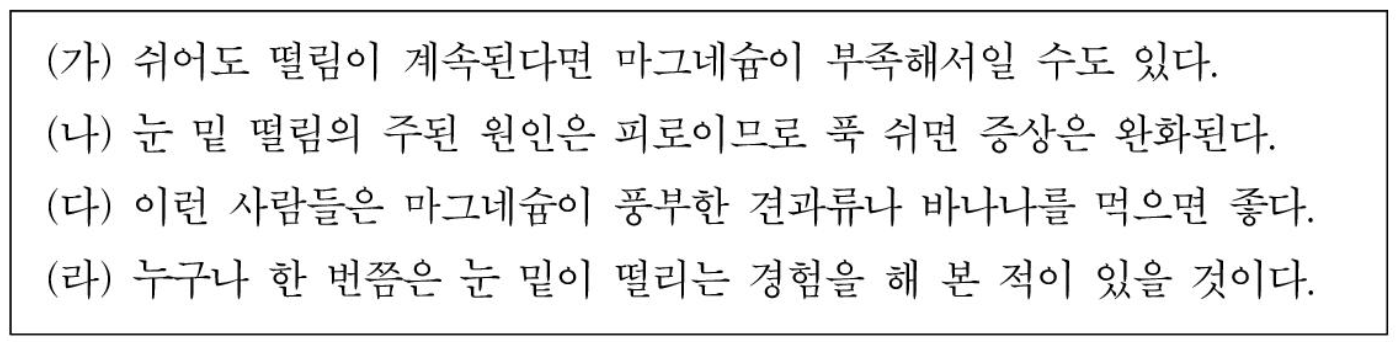 (가) 쉬어도 떨림이 계속된다면 마그네슘이 부족해서일 수도 있다.
(나) 눈 밑 떨림의 주된 원인은 피로이므로 푹 쉬면 증상은 완화된다.
(다) 이런 사람들은 마그네슘이 풍부한 견과류나 바나나를 먹으면 좋다.
(라) 누구나 한 번쯤은 눈 밑이 떨리는 경험을 해 본 적이 있을 것이다.